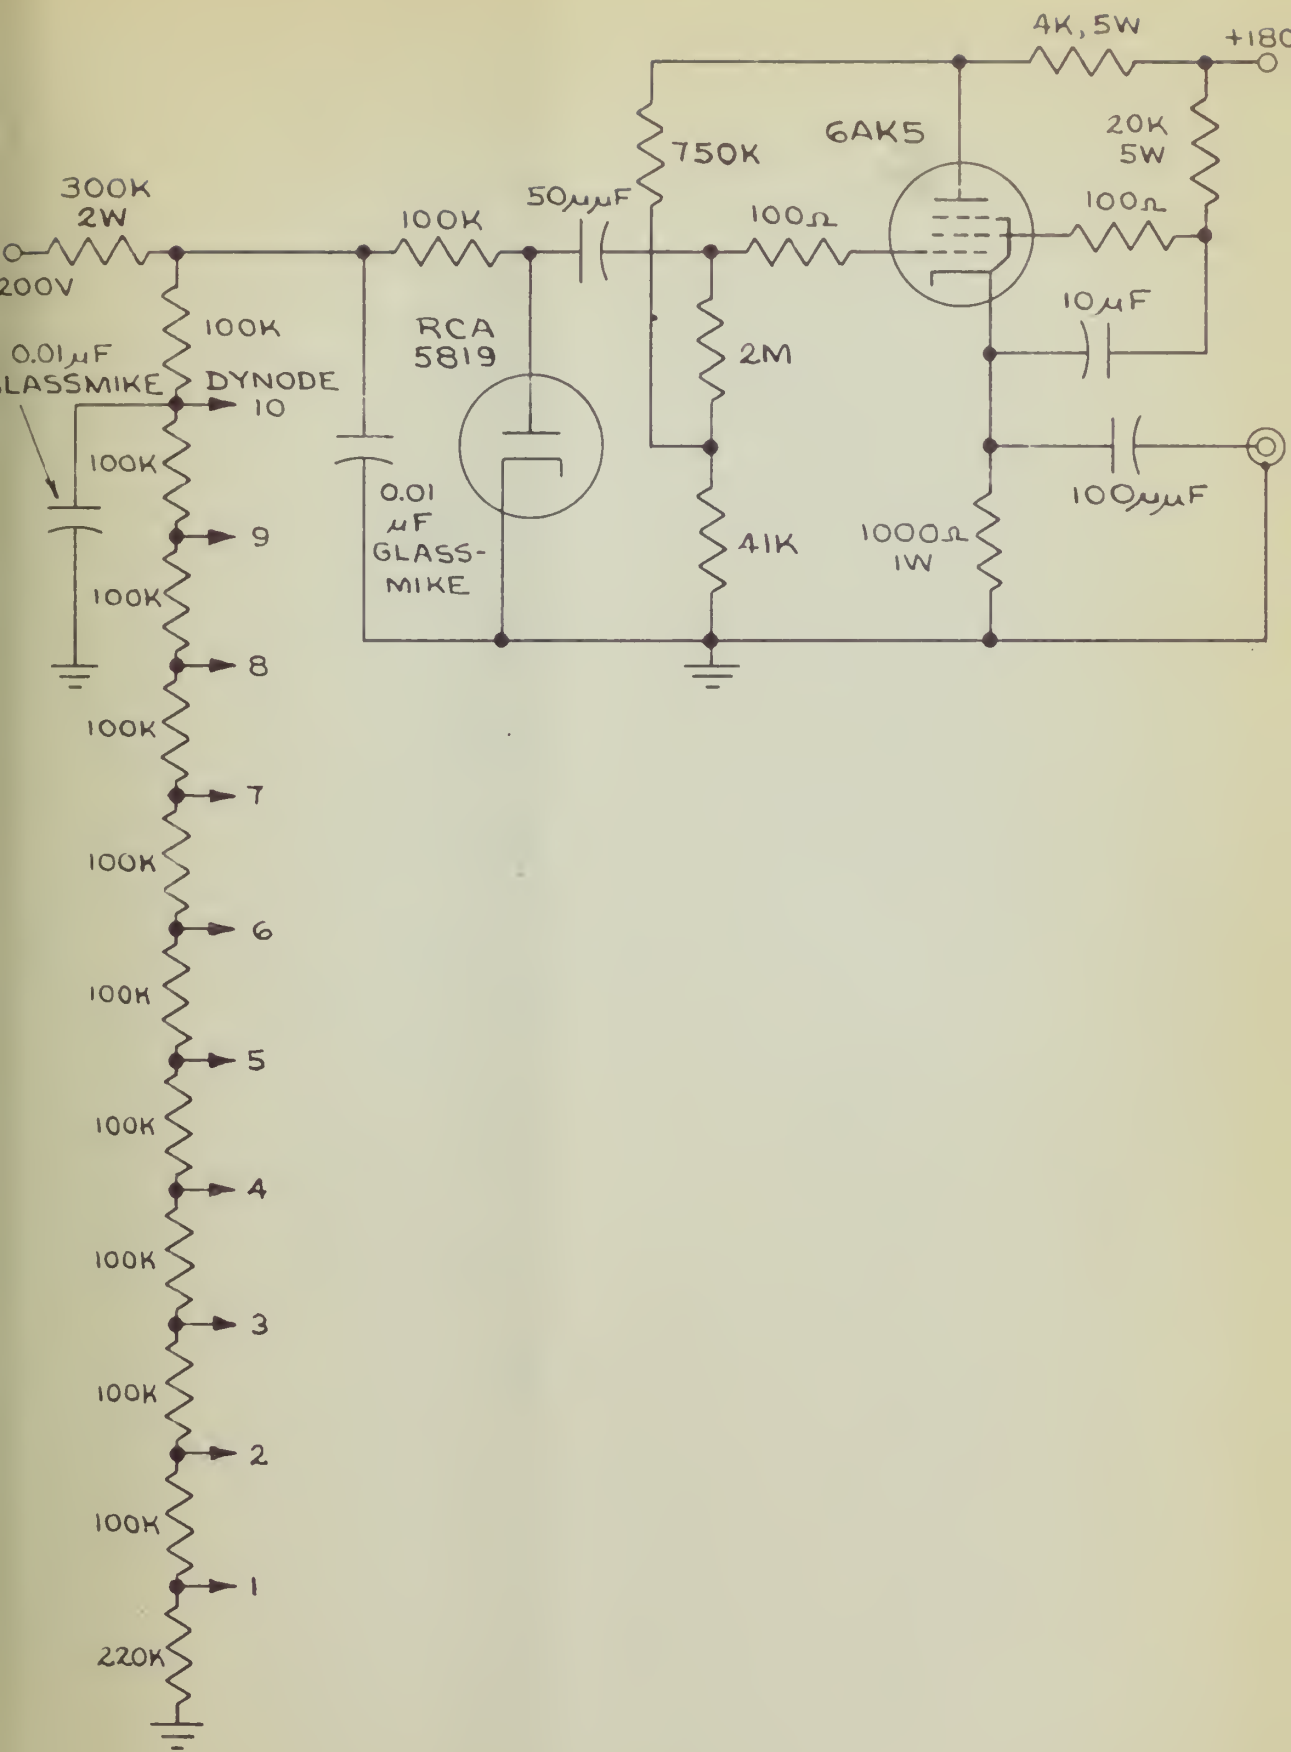 4K, 5W
+180
6AK5
20K
5W
750K
300K
2W
50μμF
100K
100Ω
100Ω
200V
10μF
100K
RCA
5819
2M
0.01μF
LASSMIKE
DYNODE
10
100K
0.01
μF
GLASS-
MIKE
100μμF
9
41K
1000Ω
1W
100K
8
100K
7
100K
6
100K
5
100K
4
100K
3
100K
2
100K
1
220K